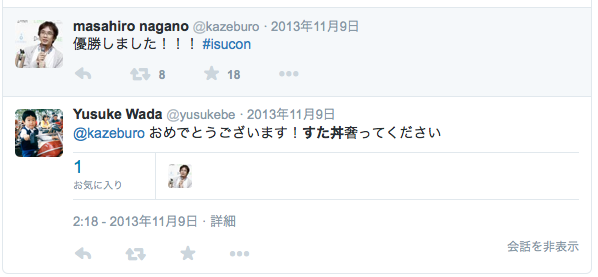 masahiro nagano @kazeburo · 2013年11月9日
優勝しました！！！ #isucon
8 18
Yusuke Wada @yusukebe · 2013年11月9日
@kazeburo おめでとうございます！すた丼奢ってください
1
お気に入り
2:18 - 2013年11月9日 · 詳細
会話を非表示